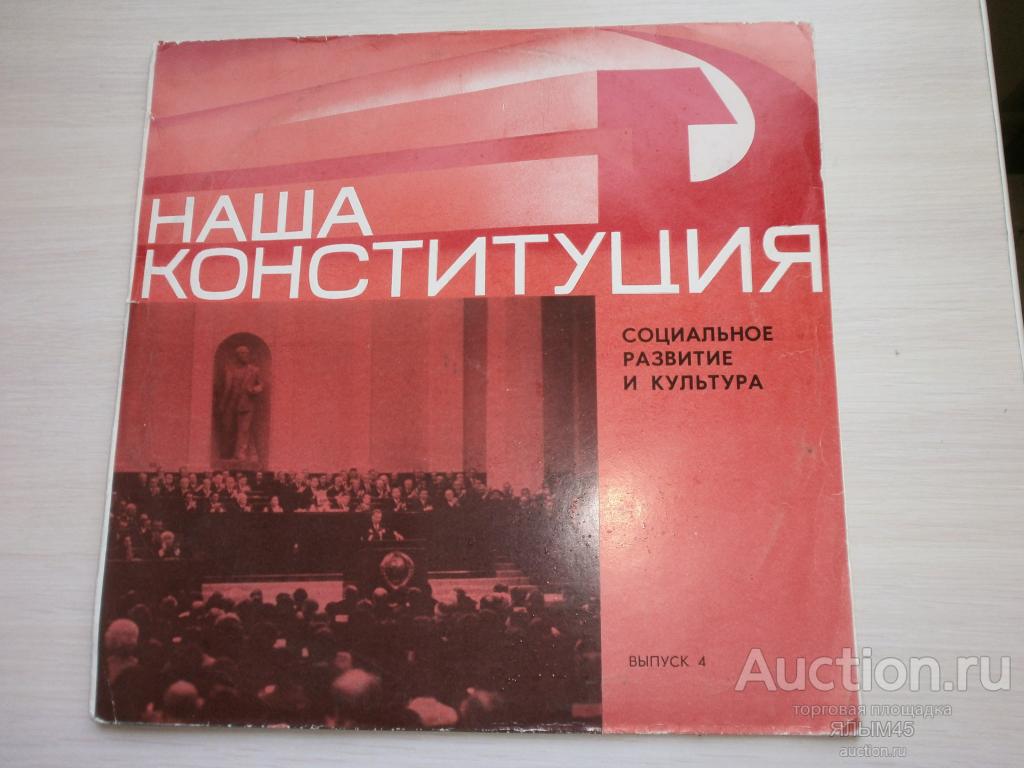 НАША
КОНСТИТУЦИЯ
СОЦИАЛЬНОЕ
РАЗВИТИЕ
И КУЛЬТУРА
ВЫПУСК 4
Auction.ru
торговая площадка
ЯЛЫМ45
auction.ru